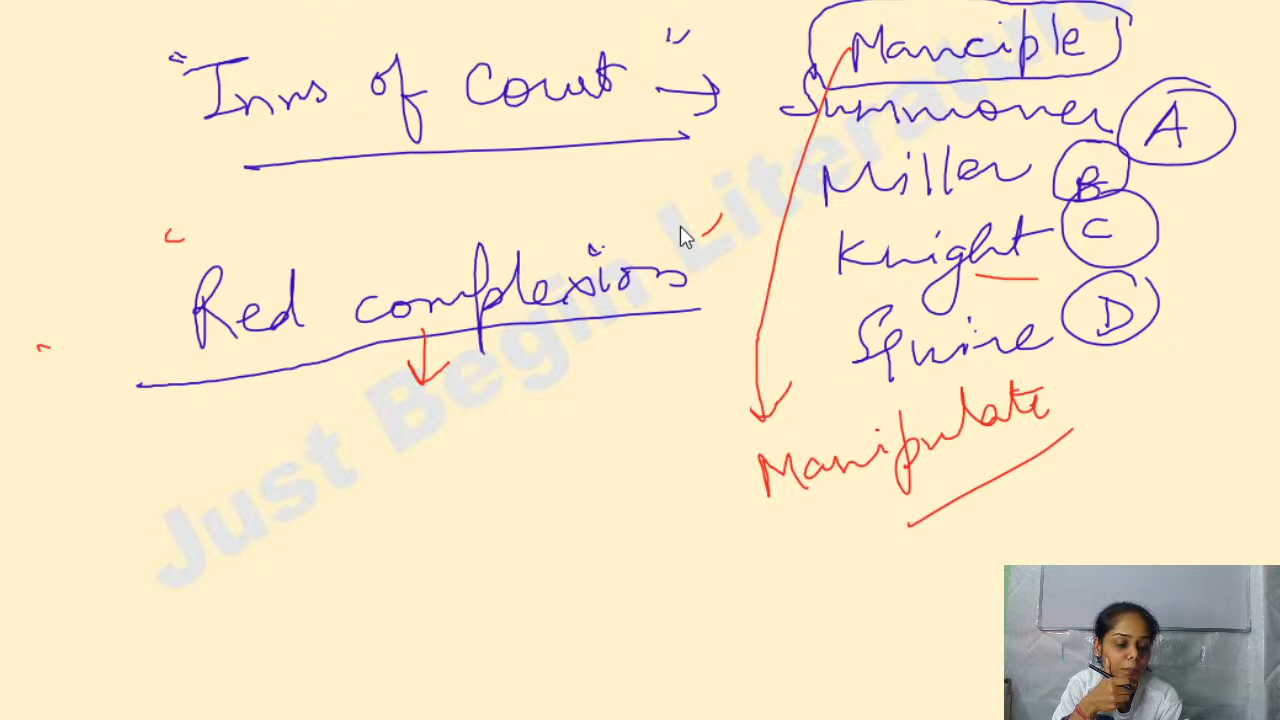 "Inns of Court" → Manciple
Summoner A
Miller B
Knight C
"Red complexion" Squire D
Manipulate
Just Begin Literature